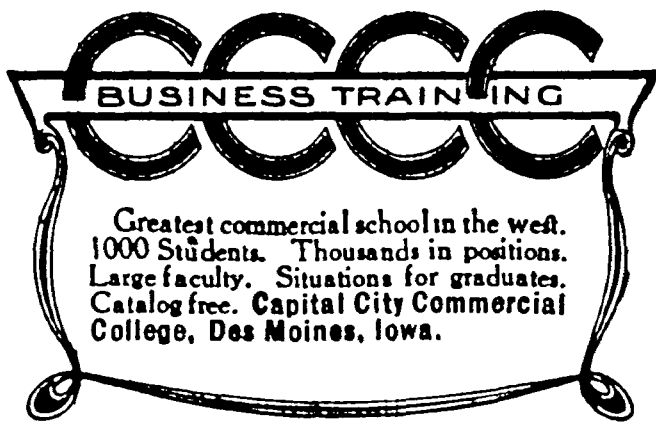 CCCC
BUSINESS TRAINING
Greatest commercial school in the west.
1000 Students. Thousands in positions.
Large faculty. Situations for graduates.
Catalog free. Capital City Commercial
College, Des Moines, Iowa.